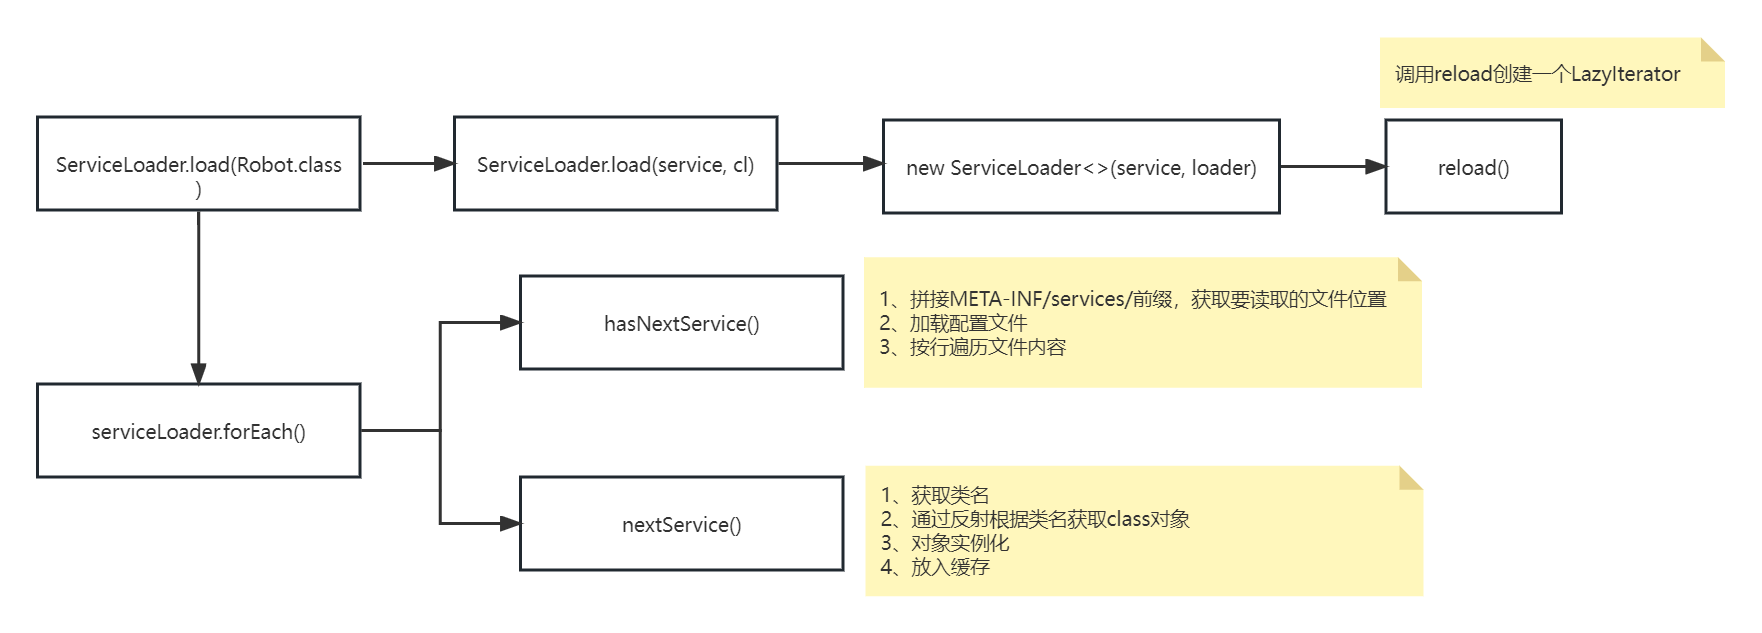 调用reload创建一个LazyIterator
ServiceLoader.load(Robot.class
)
ServiceLoader.load(service, cl)
new ServiceLoader<>(service, loader)
reload()
hasNextService()
1、拼接META-INF/services/前缀，获取要读取的文件位置
2、加载配置文件
3、按行遍历文件内容
serviceLoader.forEach()
nextService()
1、获取类名
2、通过反射根据类名获取class对象
3、对象实例化
4、放入缓存